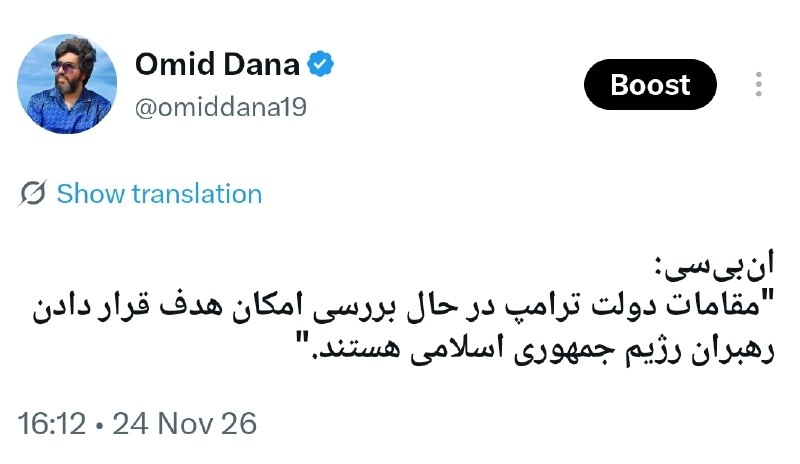 Omid Dana
@omiddana19
Boost
Show translation
ان‌بی‌سی:
"مقامات دولت ترامپ در حال بررسی امکان هدف قرار دادن
رهبران رژیم جمهوری اسلامی هستند."
16:12 • 24 Nov 26